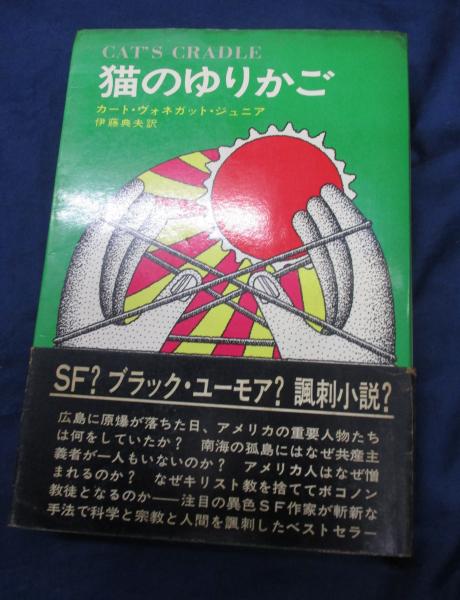 CAT'S CRADLE
猫のゆりかご
カート・ヴォネガット・ジュニア
伊藤典夫訳
SF？ブラック・ユーモア？諷刺小説？
広島に原爆が落ちた日、アメリカの重要人物たち
は何をしていたか？　南海の孤島にはなぜ共産主
義者が一人もいないのか？　アメリカ人はなぜ憎
まれるのか？　なぜキリスト教を捨ててボコノン
教徒となるのか――注目の異色SF作家が斬新な
手法で科学と宗教と人間を諷刺したベストセラー